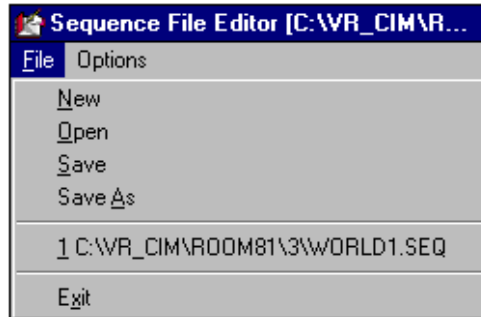 Sequence File Editor [C:\VR_CIM\R...
File Options
New
Open
Save
Save As
1 C:\VR_CIM\ROOM81\3\WORLD1.SEQ
Exit